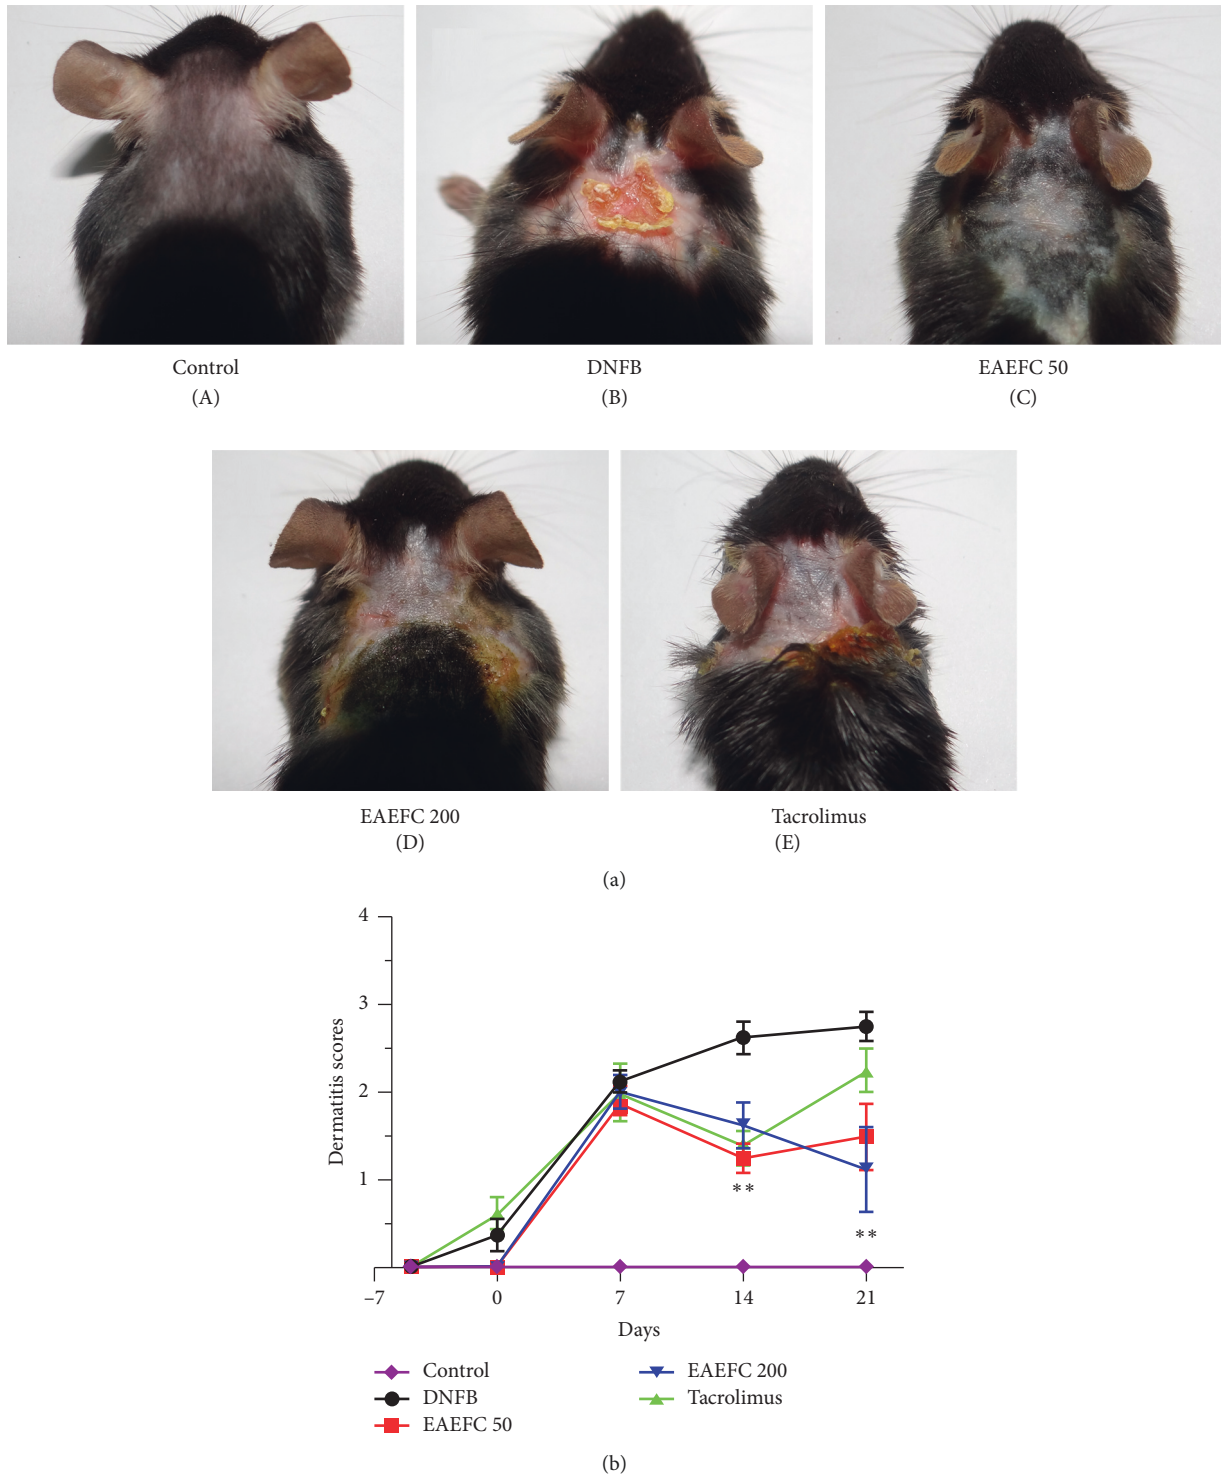 Control
(A)
DNFB
(B)
EAEFC 50
(C)
EAEFC 200
(D)
Tacrolimus
(E)
(a)
4
3
2
1
Dermatitis scores
–7 0 7 14 21
Days
**
**
Control
DNFB
EAEFC 50
EAEFC 200
Tacrolimus
(b)